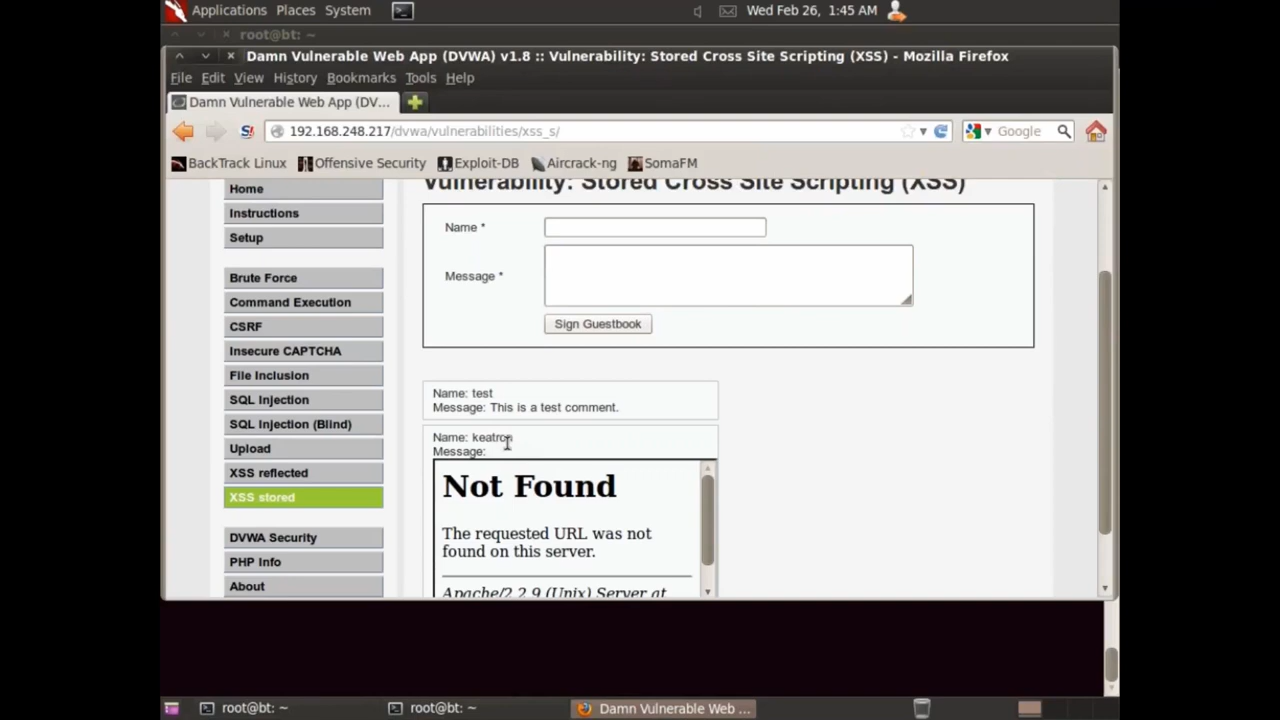 Applications Places System
Wed Feb 26, 1:45 AM
root@bt: ~
Damn Vulnerable Web App (DVWA) v1.8 :: Vulnerability: Stored Cross Site Scripting (XSS) - Mozilla Firefox
File Edit View History Bookmarks Tools Help
Damn Vulnerable Web App (DV...
192.168.248.217/dvwa/vulnerabilities/xss_s/
Google
BackTrack Linux Offensive Security Exploit-DB Aircrack-ng SomaFM
Vulnerability: Stored Cross Site Scripting (XSS)
Home
Instructions
Setup
Brute Force
Command Execution
CSRF
Insecure CAPTCHA
File Inclusion
SQL Injection
SQL Injection (Blind)
Upload
XSS reflected
XSS stored
DVWA Security
PHP Info
About
Name *
Message *
Sign Guestbook
Name: test
Message: This is a test comment.
Name: keatron
Message:
Not Found
The requested URL was not
found on this server.
Apache/2.2.9 (Unix) Server at
root@bt: ~
root@bt: ~
Damn Vulnerable Web ...